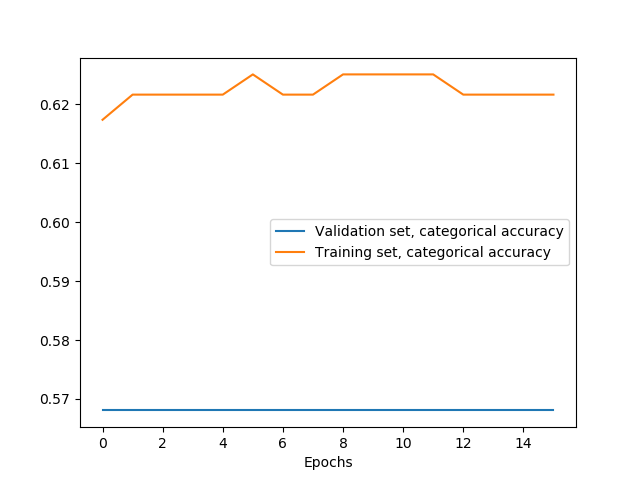 0.62
0.61
0.60
0.59
0.58
0.57
Validation set, categorical accuracy
Training set, categorical accuracy
0 2 4 6 8 10 12 14
Epochs